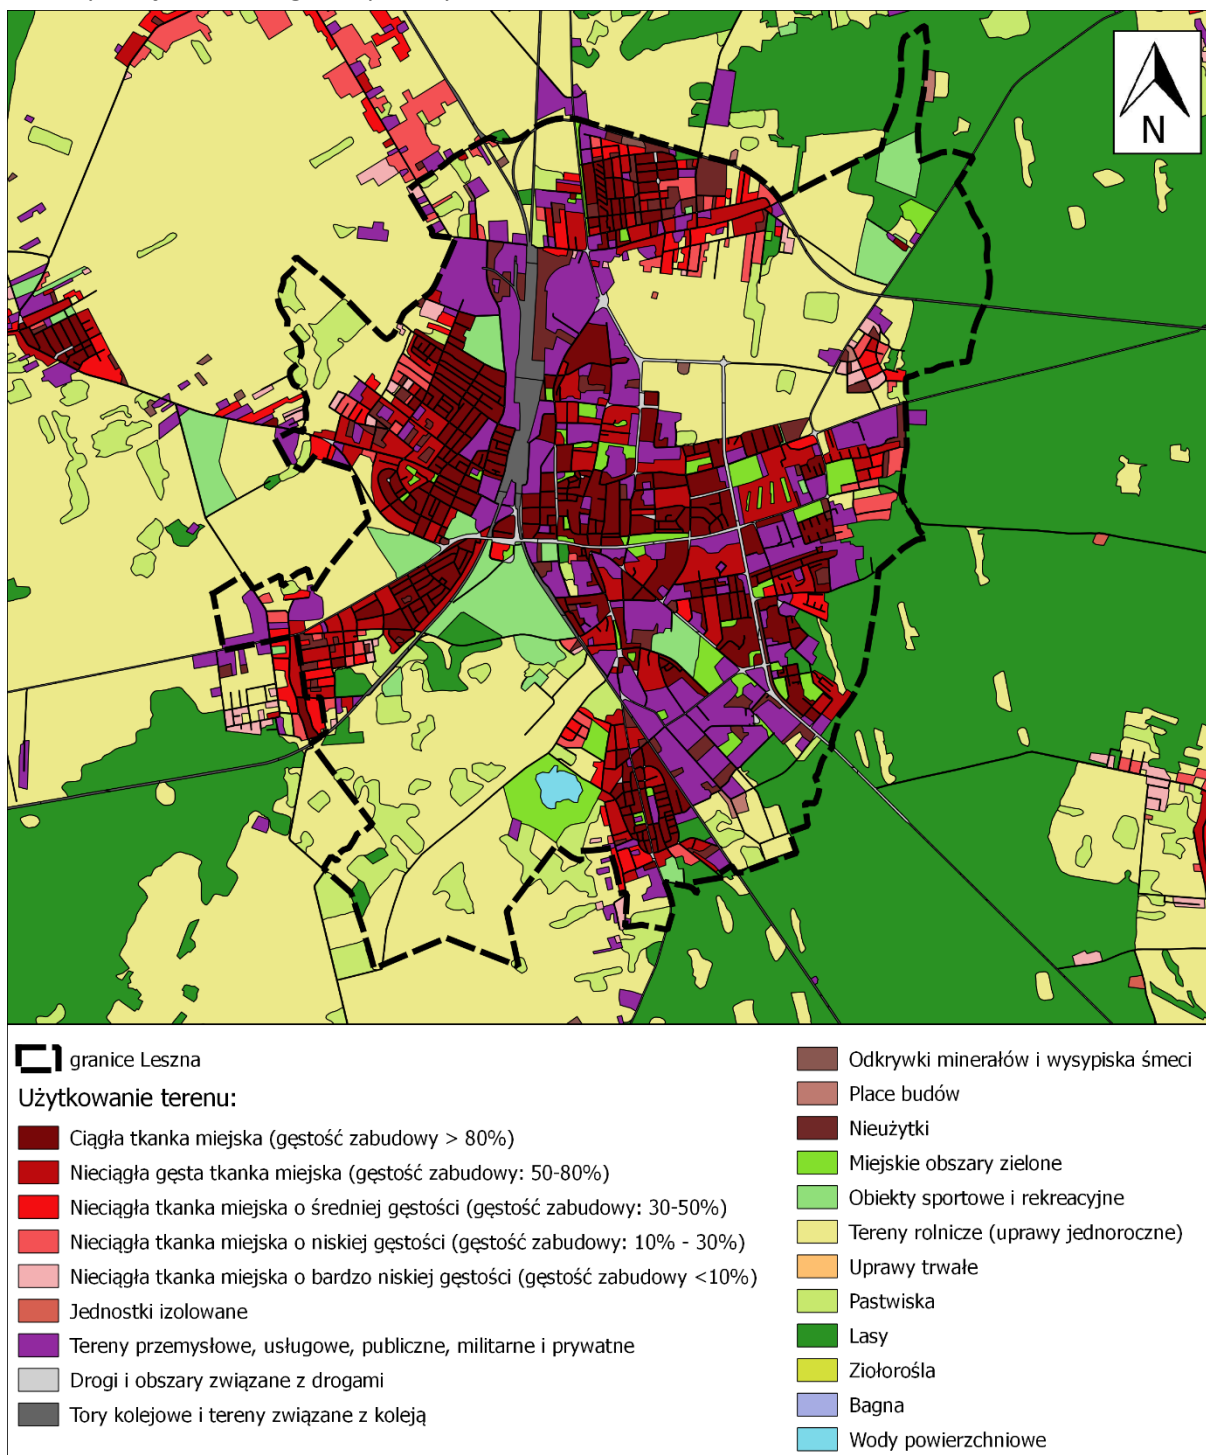 N
granice Leszna
Użytkowanie terenu:
Ciągła tkanka miejska (gęstość zabudowy > 80%)
Nieciągła gęsta tkanka miejska (gęstość zabudowy: 50-80%)
Nieciągła tkanka miejska o średniej gęstości (gęstość zabudowy: 30-50%)
Nieciągła tkanka miejska o niskiej gęstości (gęstość zabudowy: 10% - 30%)
Nieciągła tkanka miejska o bardzo niskiej gęstości (gęstość zabudowy <10%)
Jednostki izolowane
Tereny przemysłowe, usługowe, publiczne, militarne i prywatne
Drogi i obszary związane z drogami
Tory kolejowe i tereny związane z koleją
Odkrywki minerałów i wysypiska śmeci
Place budów
Nieużytki
Miejskie obszary zielone
Obiekty sportowe i rekreacyjne
Tereny rolnicze (uprawy jednoroczne)
Uprawy trwałe
Pastwiska
Lasy
Ziołorośla
Bagna
Wody powierzchniowe